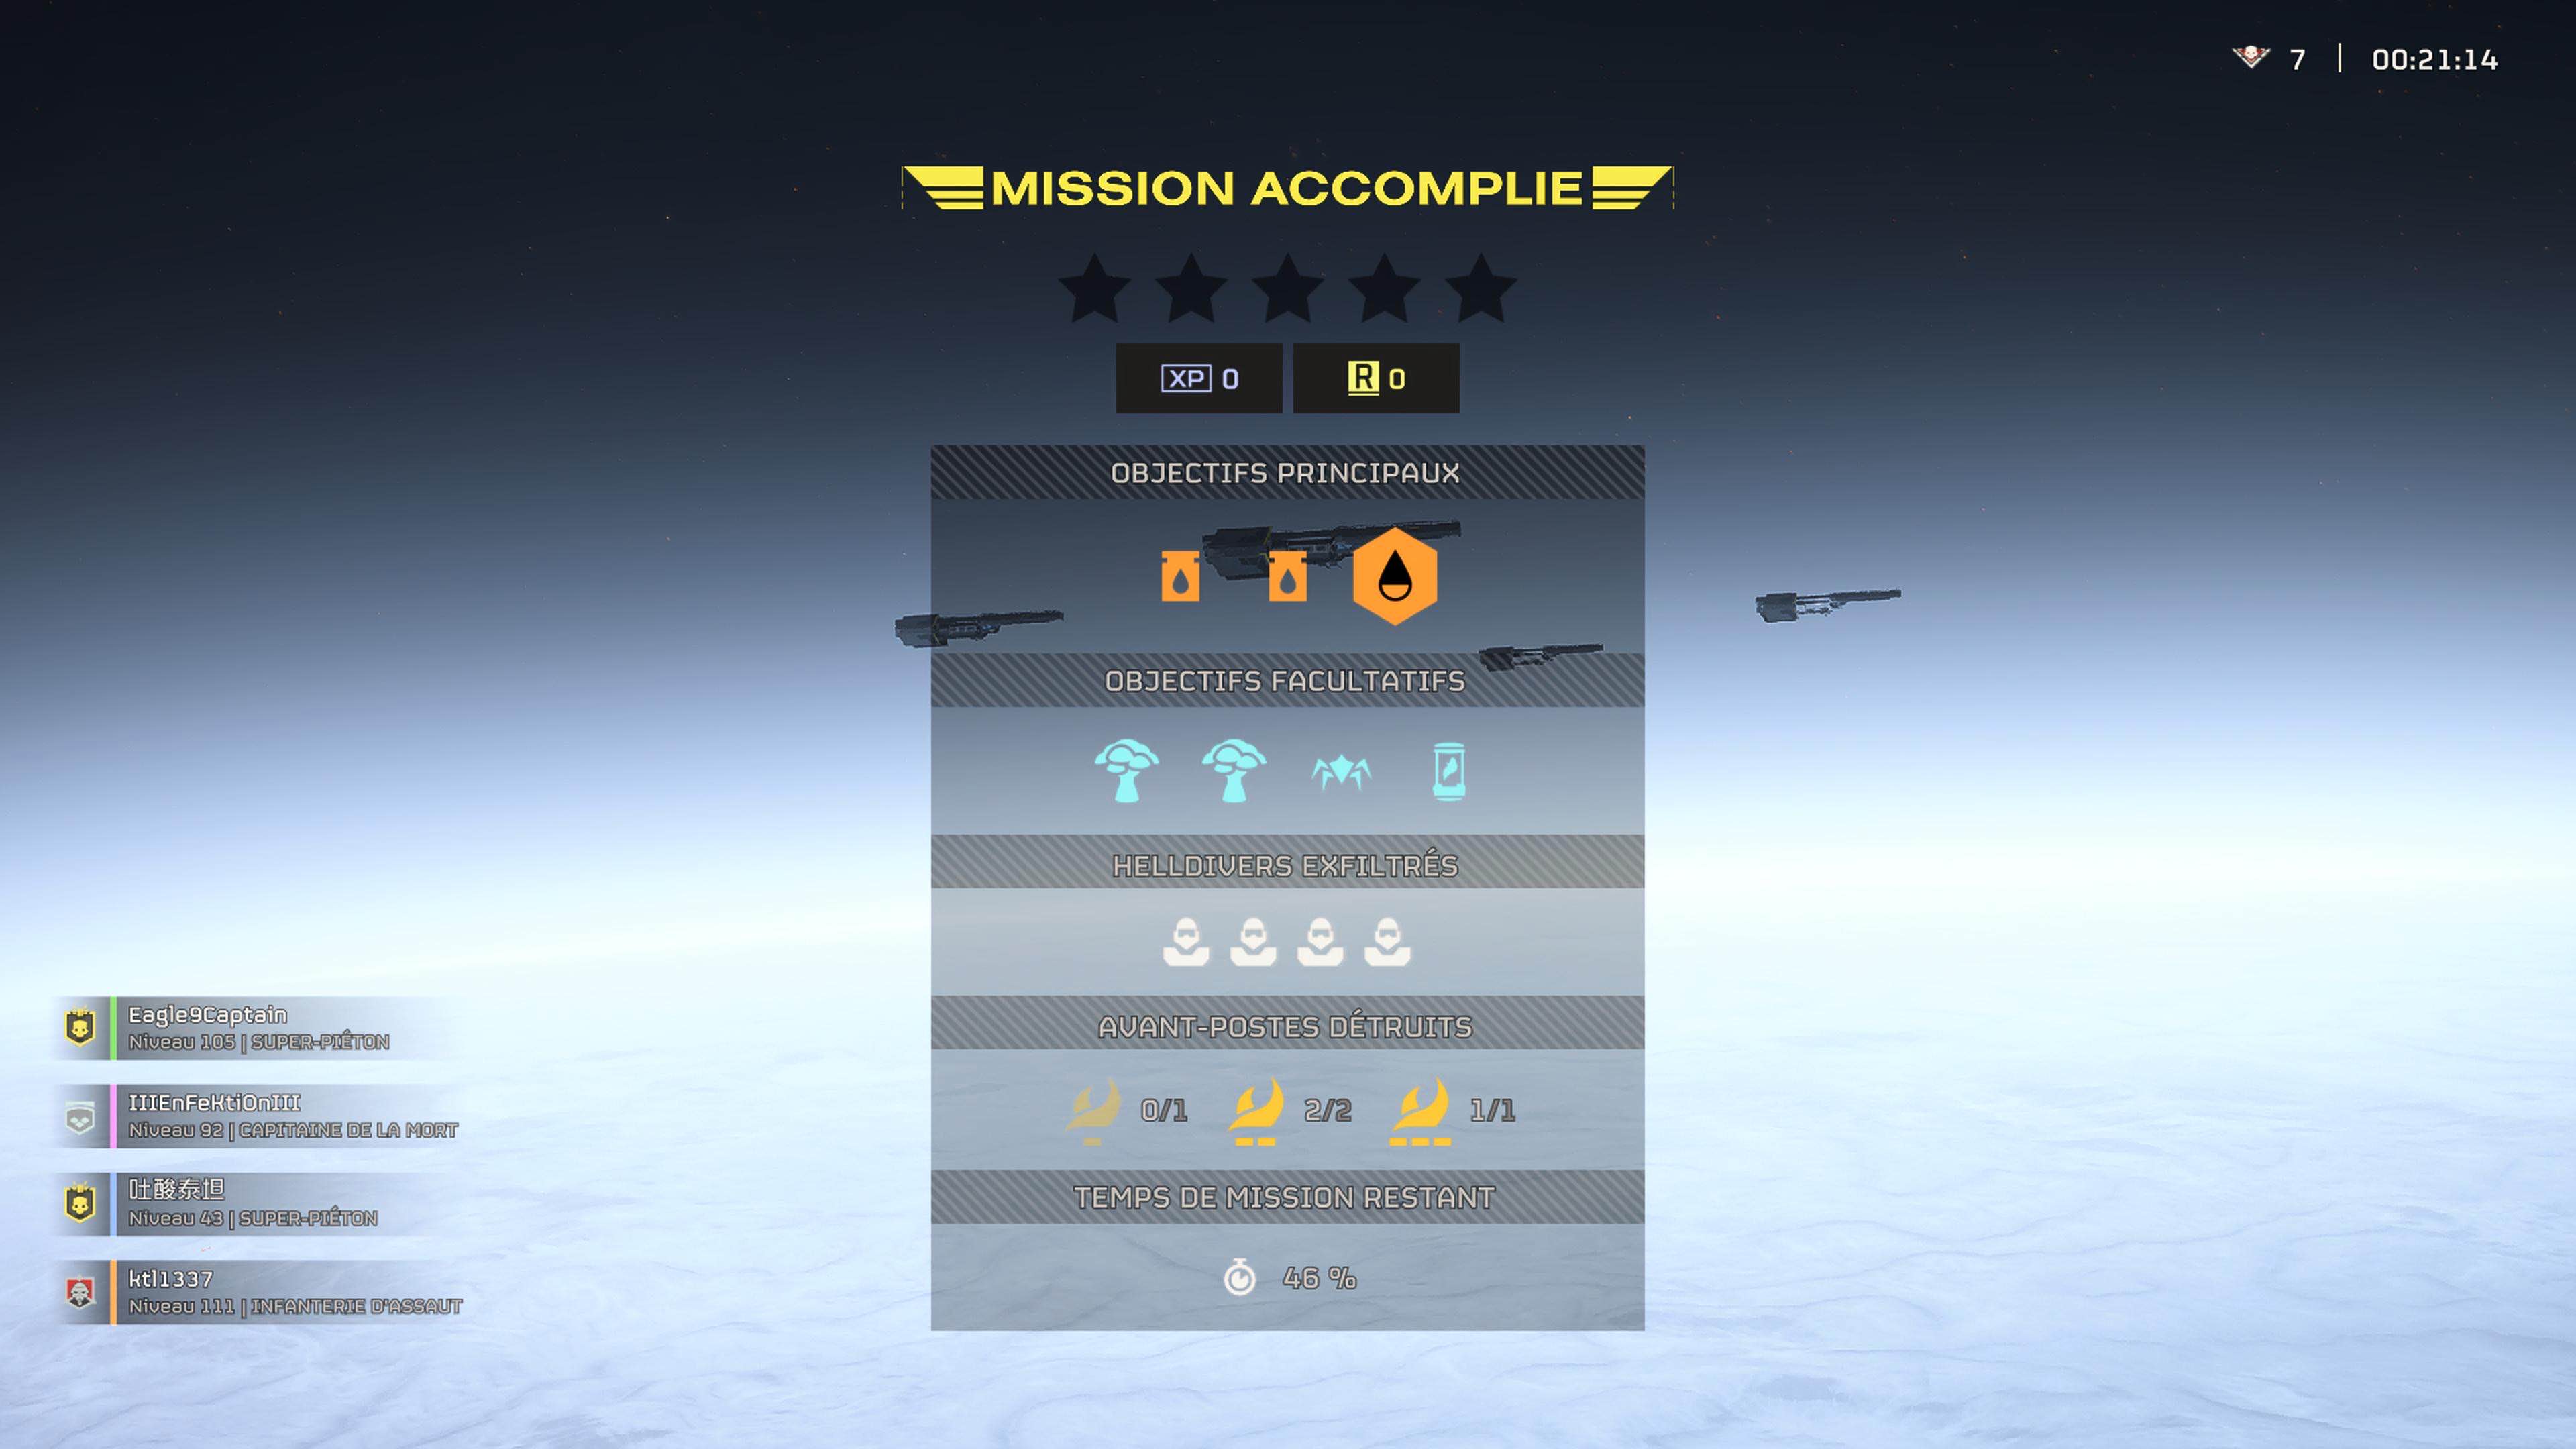 7 | 00:21:14
MISSION ACCOMPLIE
XP 0
R 0
OBJECTIFS PRINCIPAUX
OBJECTIFS FACULTATIFS
HELLDIVERS EXFILTRÉS
AVANT-POSTES DÉTRUITS
0/1 2/2 1/1
TEMPS DE MISSION RESTANT
46 %
Eagle9Captain
Niveau 105 | SUPER-PIÉTON
IIIEnFeKtiOnIII
Niveau 92 | CAPITAINE DE LA MORT
吐酸泰坦
Niveau 43 | SUPER-PIÉTON
ktl1337
Niveau 111 | INFANTERIE D'ASSAUT